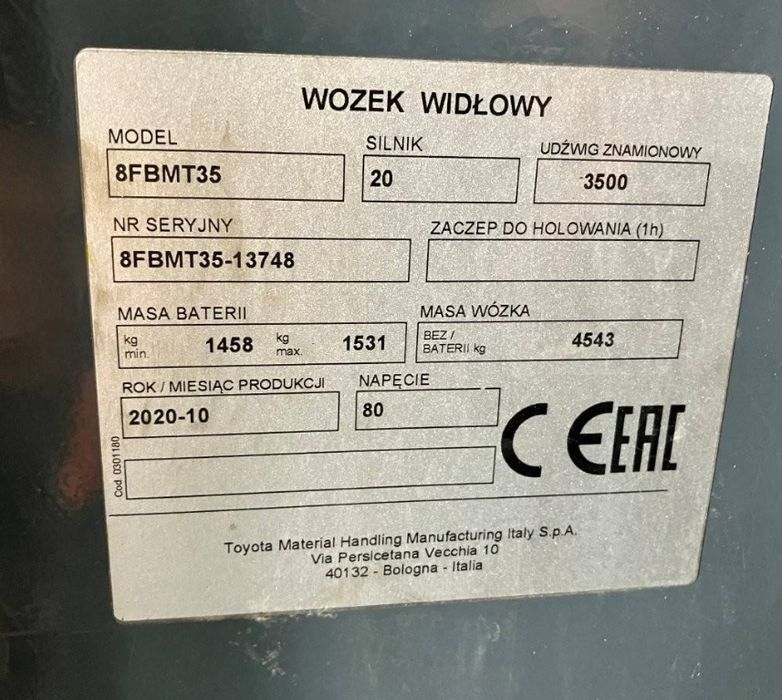 WOZEK WIDŁOWY
MODEL SILNIK UDŹWIG ZNAMIONOWY
8FBMT35 20 3500
NR SERYJNY ZACZEP DO HOLOWANIA (1h)
8FBMT35-13748
MASA BATERII MASA WÓZKA
kg min. 1458 kg max. 1531 BEZ / BATERII kg 4543
ROK / MIESIĄC PRODUKCJI NAPĘCIE
2020-10 80
CE EAC
Cod. 0301180
Toyota Material Handling Manufacturing Italy S.p.A.
Via Persicetana Vecchia 10
40132 - Bologna - Italia